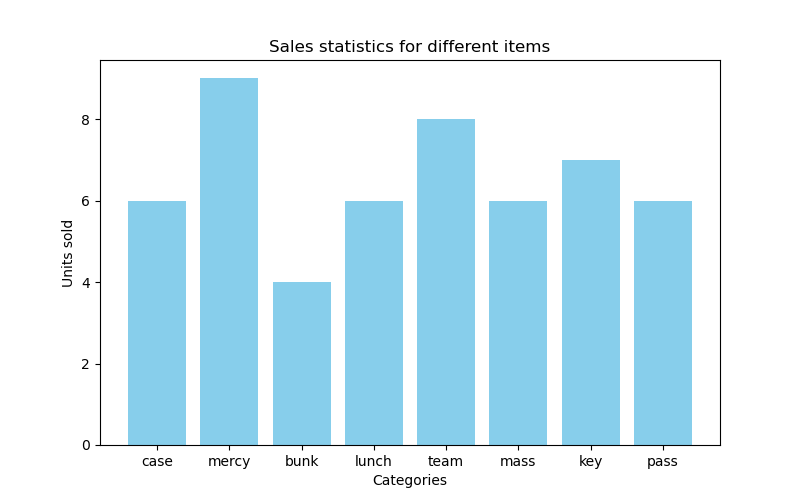 Sales statistics for different items
8
6
4
2
0
Units sold
case mercy bunk lunch team mass key pass
Categories